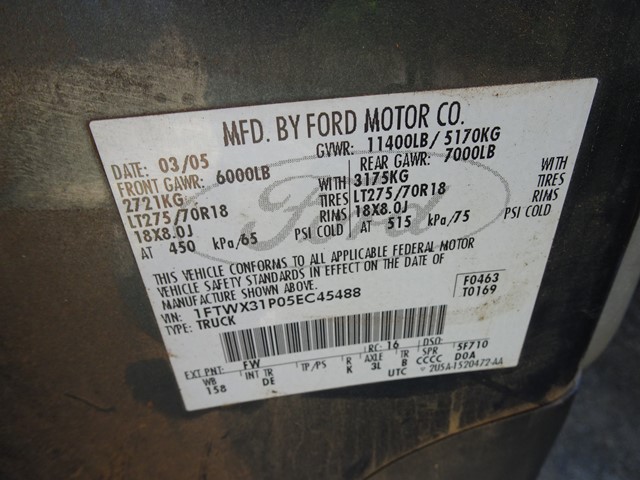 MFD. BY FORD MOTOR CO.
DATE: 03/05 GVWR: 11400LB/ 5170KG
FRONT GAWR: 6000LB REAR GAWR: 7000LB
2721KG WITH 3175KG WITH
LT275/70R18 TIRES LT275/70R18 TIRES
18X8.0J RIMS 18X8.0J RIMS
AT 450 kPa/65 PSI COLD AT 515 kPa/75 PSI COLD
THIS VEHICLE CONFORMS TO ALL APPLICABLE FEDERAL MOTOR
VEHICLE SAFETY STANDARDS IN EFFECT ON THE DATE OF
MANUFACTURE SHOWN ABOVE.
F0463
T0169
VIN: 1FTWX31P05EC45488
TYPE: TRUCK
Ford
EXT PNT: FW RC: 16 DSO: 5F710
WB INT TR TP/PS R AXLE TR SPR
158 DE K 3L B CCCC D0A
UTC 2U5A-1520472-AA